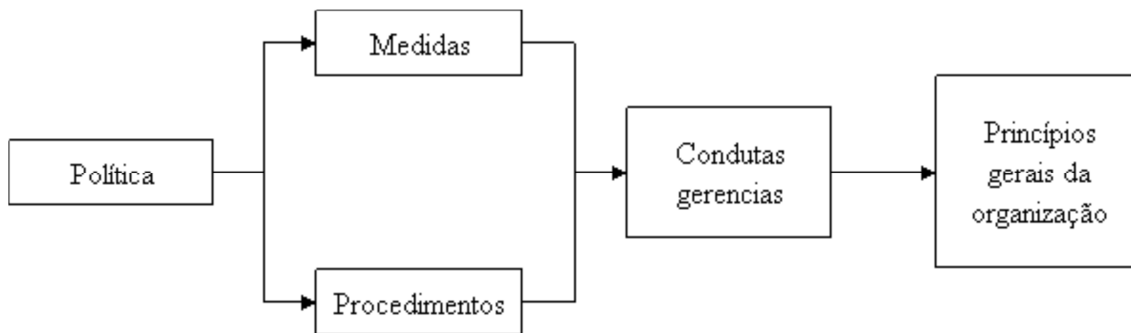 Política
Medidas
Procedimentos
Condutas
gerencias
Princípios
gerais da
organização